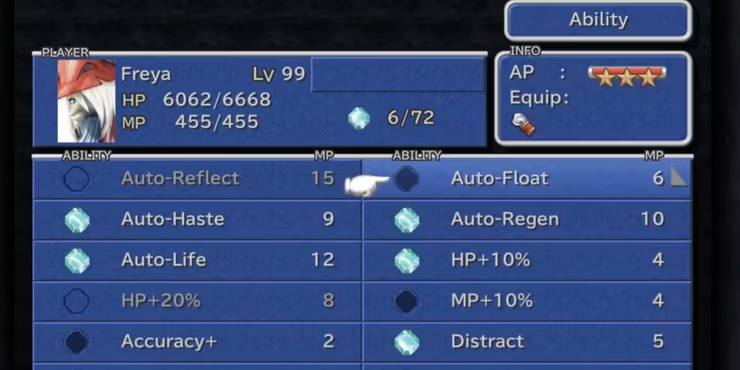 Ability
PLAYER
INFO
Freya Lv 99
AP :
HP 6062/6668
Equip:
MP 455/455
6/72
ABILITY MP ABILITY MP
Auto-Reflect 15 Auto-Float 6
Auto-Haste 9 Auto-Regen 10
Auto-Life 12 HP+10% 4
HP+20% 8 MP+10% 4
Accuracy+ 2 Distract 5